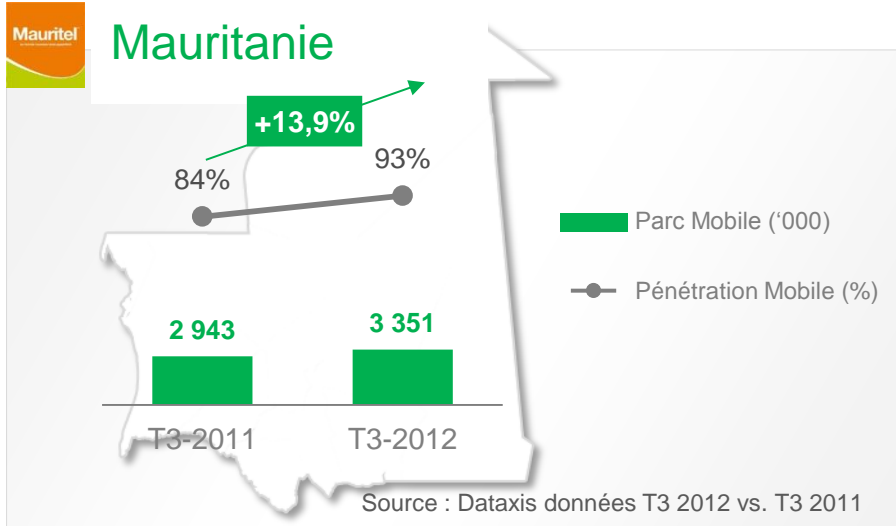 Mauritel
Mauritanie
+13,9%
84%
93%
Parc Mobile (‘000)
Pénétration Mobile (%)
2 943
3 351
T3-2011
T3-2012
Source : Dataxis données T3 2012 vs. T3 2011